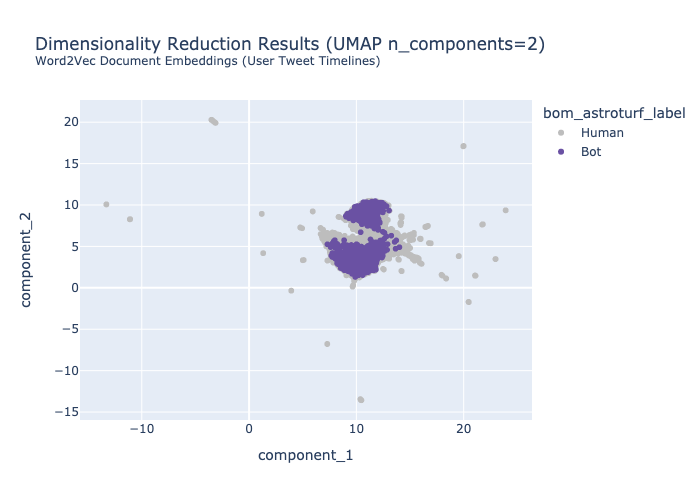 Dimensionality Reduction Results (UMAP n_components=2)
Word2Vec Document Embeddings (User Tweet Timelines)
bom_astroturf_label
Human
Bot
20
15
10
5
0
−5
−10
−15
component_2
−10
0
10
20
component_1